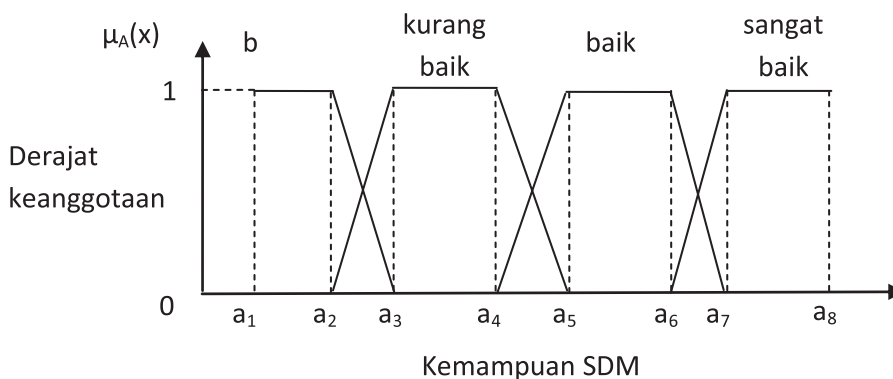 μA(x)
b
kurang
baik
baik
sangat
baik
1
Derajat
keanggotaan
0
a1 a2 a3 a4 a5 a6 a7 a8
Kemampuan SDM